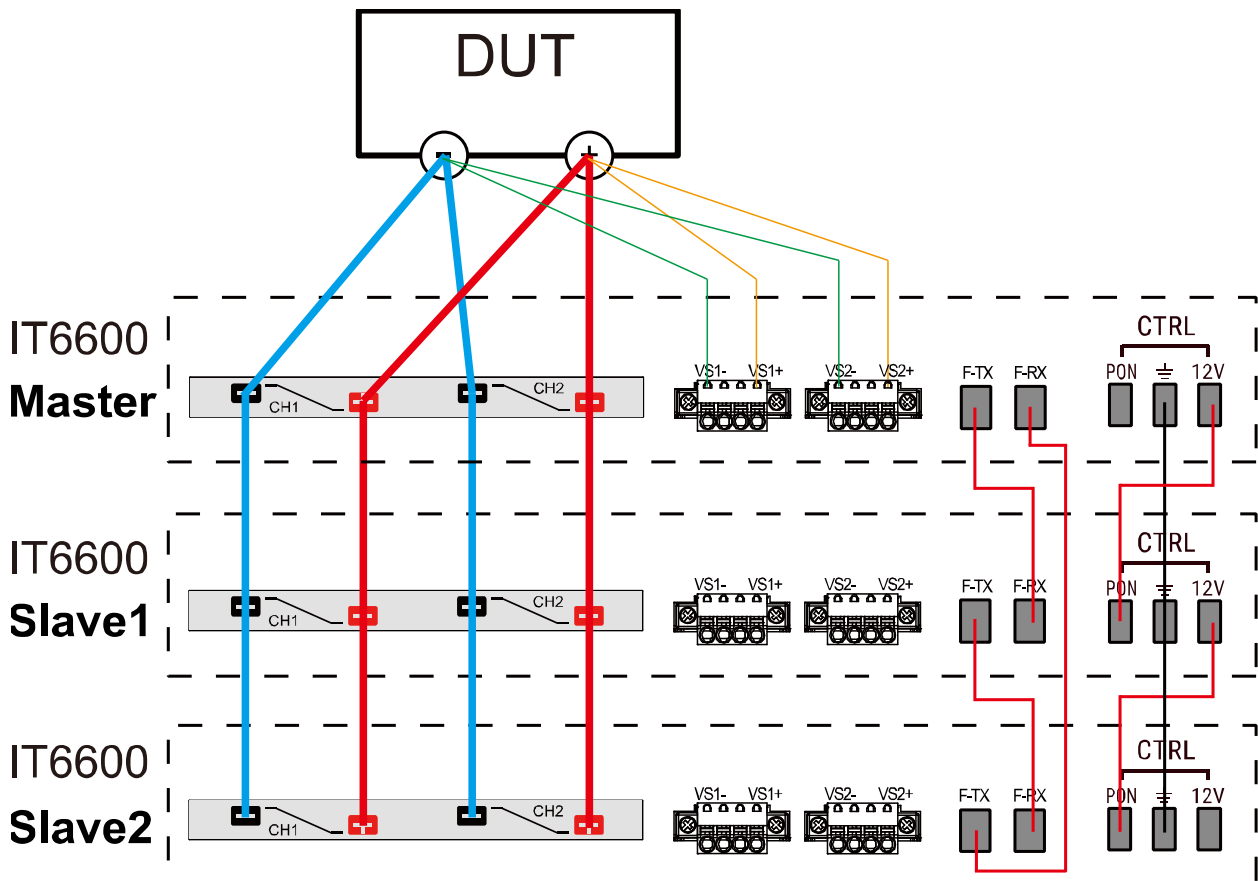 DUT
- +
IT6600
Master
CTRL
CH1 CH2
VS1- VS1+ VS2- VS2+
F-TX F-RX
PON ⏚ 12V
IT6600
Slave1
CTRL
CH1 CH2
VS1- VS1+ VS2- VS2+
F-TX F-RX
PON ⏚ 12V
IT6600
Slave2
CTRL
CH1 CH2
VS1- VS1+ VS2- VS2+
F-TX F-RX
PON ⏚ 12V